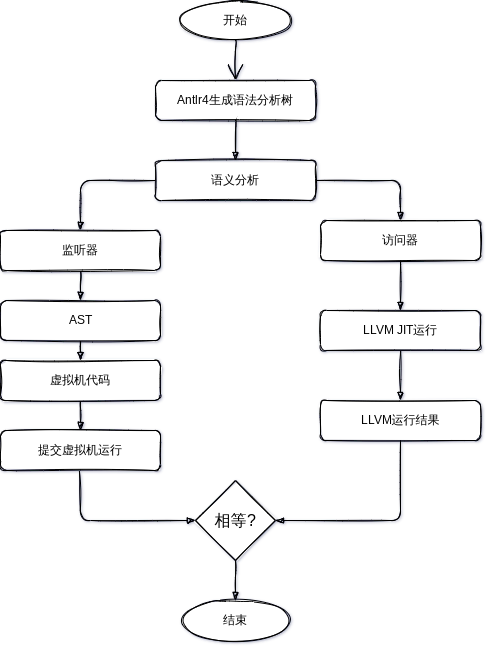 开始
Antlr4生成语法分析树
语义分析
监听器
访问器
AST
LLVM JIT运行
虚拟机代码
LLVM运行结果
提交虚拟机运行
相等?
结束